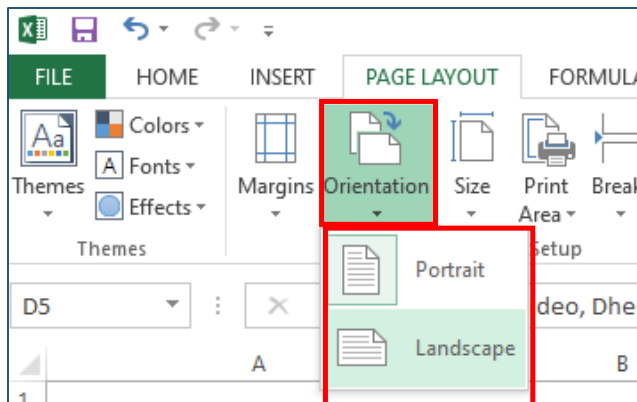 FILE HOME INSERT PAGE LAYOUT FORMULA
Aa Colors
A Fonts
Effects
Themes Margins Orientation Size Print Area Break
Themes Setup
Portrait
Landscape
D5 deo, Dhe
A B
1